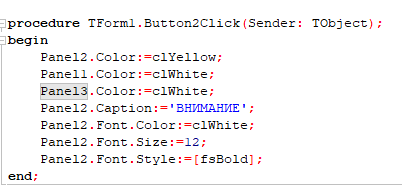 procedure TForm1.Button2Click(Sender: TObject);
begin
Panel2.Color:=clYellow;
Panel1.Color:=clWhite;
Panel3.Color:=clWhite;
Panel2.Caption:='ВНИМАНИЕ';
Panel2.Font.Color:=clWhite;
Panel2.Font.Size:=12;
Panel2.Font.Style:=[fsBold];
end;